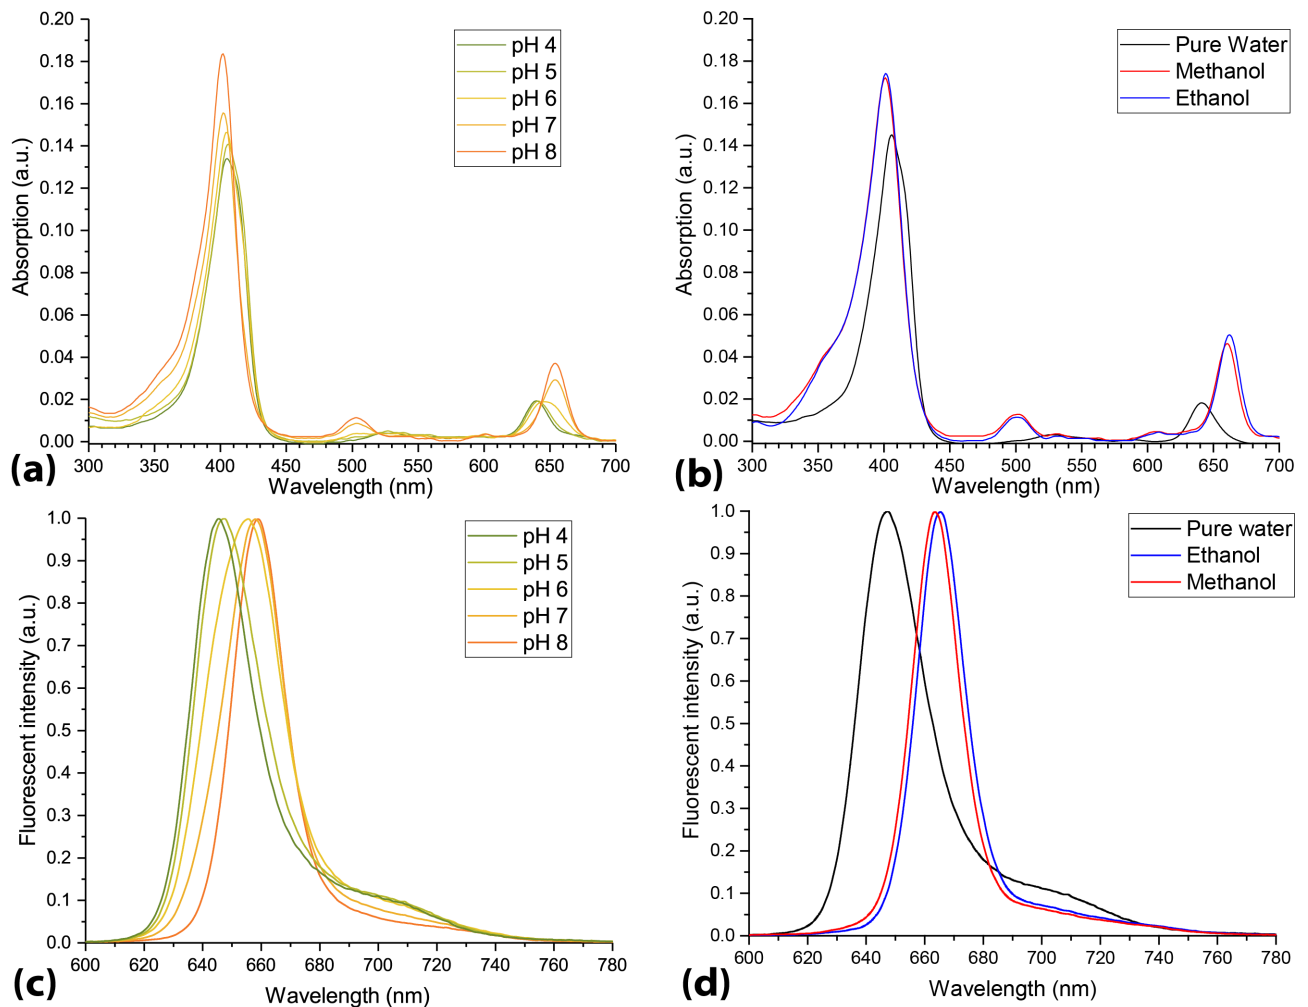 0.20
0.18
0.16
0.14
0.12
0.10
0.08
0.06
0.04
0.02
0.00
Absorption (a.u.)
pH 4
pH 5
pH 6
pH 7
pH 8
300 350 400 450 500 550 600 650 700
Wavelength (nm)
(a)
0.20
0.18
0.16
0.14
0.12
0.10
0.08
0.06
0.04
0.02
0.00
Absorption (a.u.)
Pure Water
Methanol
Ethanol
300 350 400 450 500 550 600 650 700
Wavelength (nm)
(b)
1.0
0.9
0.8
0.7
0.6
0.5
0.4
0.3
0.2
0.1
0.0
Fluorescent intensity (a.u.)
pH 4
pH 5
pH 6
pH 7
pH 8
600 620 640 660 680 700 720 740 760 780
Wavelength (nm)
(c)
1.0
0.9
0.8
0.7
0.6
0.5
0.4
0.3
0.2
0.1
0.0
Fluorescent intensity (a.u.)
Pure water
Ethanol
Methanol
600 620 640 660 680 700 720 740 760 780
Wavelength (nm)
(d)